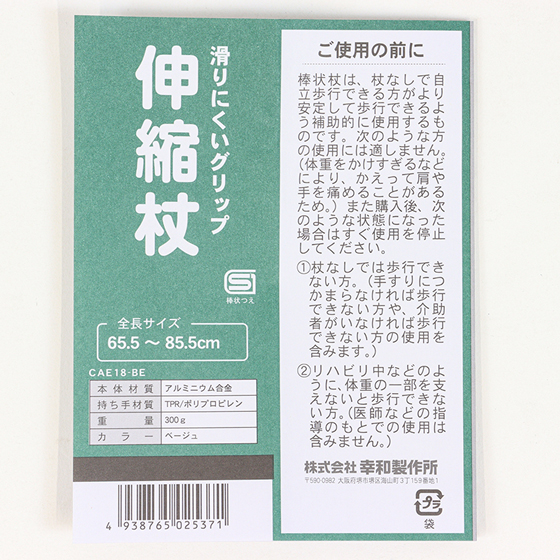 滑りにくいグリップ
伸縮杖
棒状つえ
全長サイズ
65.5～85.5cm
CAE18-BE
本体材質 アルミニウム合金
持ち手材質 TPR/ポリプロピレン
重量 300g
カラー ベージュ
4 938765 025371
ご使用の前に
棒状杖は、杖なしで自
立歩行できる方がより
安定して歩行できるよ
う補助的に使用するも
のです。次のような方
の使用には適しません。
（体重をかけすぎるなど
により、かえって肩や
手を痛めることがある
ため。）また購入後、次
のような状態になった
場合はすぐ使用を停止
してください。
①杖なしでは歩行でき
ない方。（手すりにつ
かまらなければ歩行
できない方や、介助
者がいなければ歩行
できない方の使用を
含みます。）
②リハビリ中などのよ
うに、体重の一部を支
えないと歩行できな
い方。（医師などの指
導のもとでの使用は
含みません。）
株式会社 幸和製作所
〒590-0982 大阪府堺市堺区海山町3丁159番地1
プラ
袋